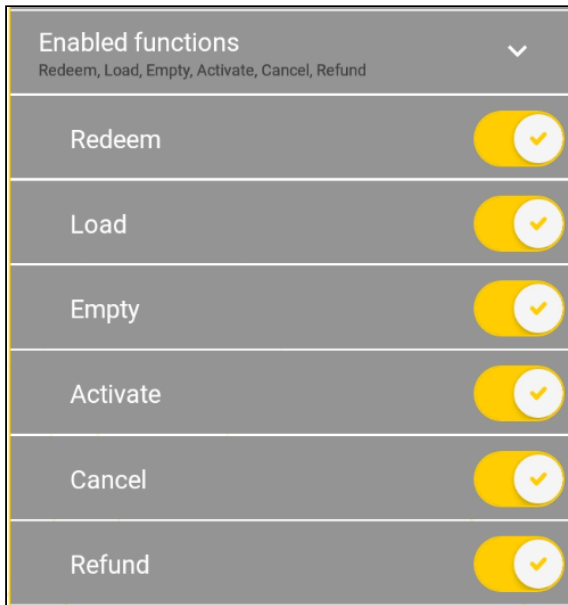 Enabled functions
Redeem, Load, Empty, Activate, Cancel, Refund
Redeem
Load
Empty
Activate
Cancel
Refund